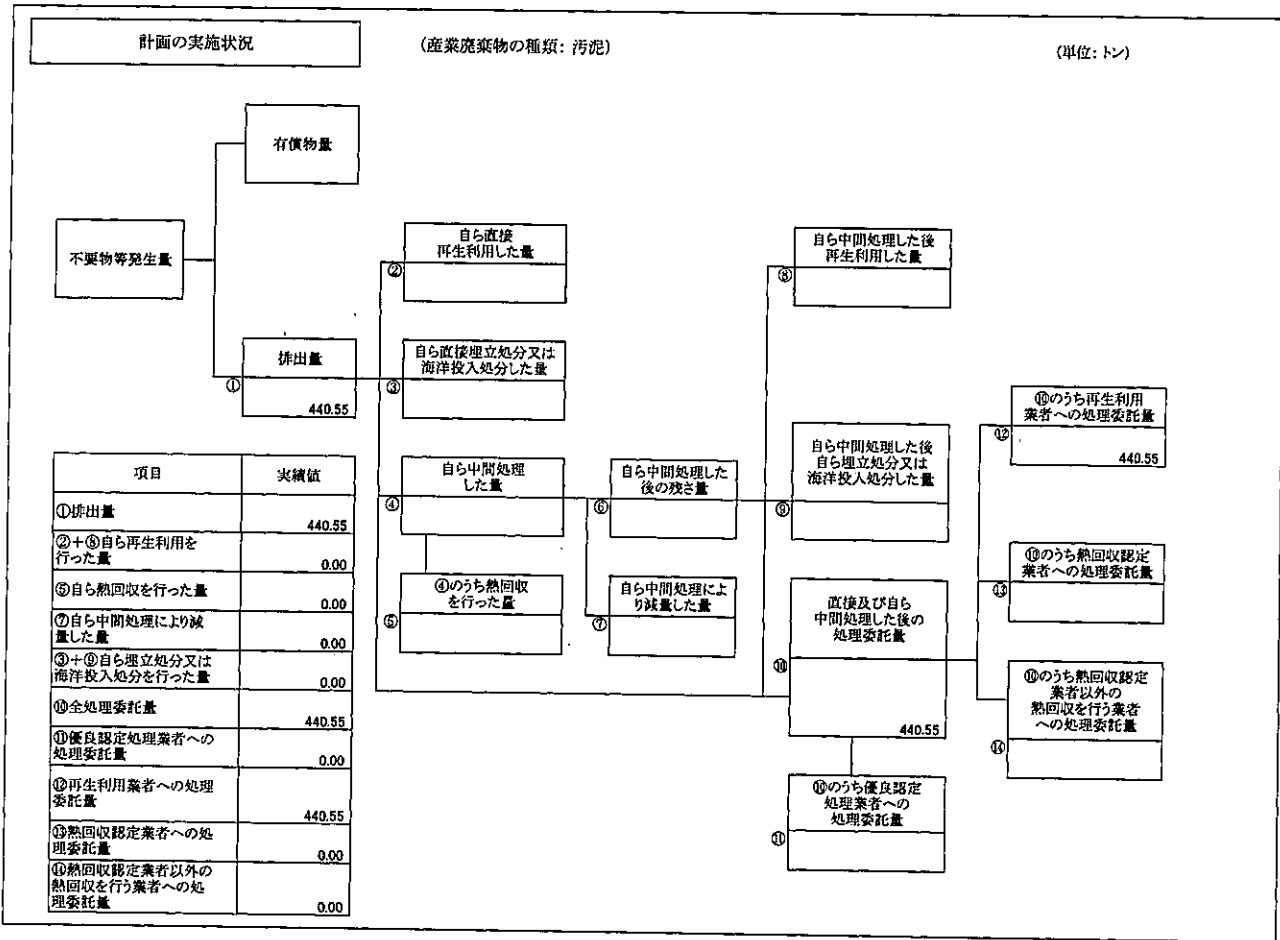 計画の実施状況
(産業廃棄物の種類: 汚泥)
(単位: トン)
有償物量
不要物等発生量
自ら直接
再生利用した量
②
自ら中間処理した後
再生利用した量
⑧
排出量
①
440.55
自ら直接埋立処分又は
海洋投入処分した量
③
⑩のうち再生利用
業者への処理委託量
⑫
440.55
自ら中間処理
した量
④
自ら中間処理した
後の残さ量
⑥
自ら中間処理した後
自ら埋立処分又は
海洋投入処分した量
⑨
④のうち熱回収
を行った量
⑤
自ら中間処理によ
り減量した量
⑦
直接及び自ら
中間処理した後の
処理委託量
⑩
440.55
⑩のうち熱回収認定
業者への処理委託量
⑬
⑩のうち熱回収認定
業者以外の
熱回収を行う業者
への処理委託量
⑭
⑩のうち優良認定
処理業者への
処理委託量
⑪
項目 実績値
①排出量
440.55
②+⑧自ら再生利用を
行った量
0.00
⑤自ら熱回収を行った量
0.00
⑦自ら中間処理により減
量した量
0.00
③+⑨自ら埋立処分又は
海洋投入処分を行った量
0.00
⑩全処理委託量
440.55
⑪優良認定処理業者への
処理委託量
0.00
⑫再生利用業者への処理
委託量
440.55
⑬熱回収認定業者への処
理委託量
0.00
⑭熱回収認定業者以外の
熱回収を行う業者への処
理委託量
0.00